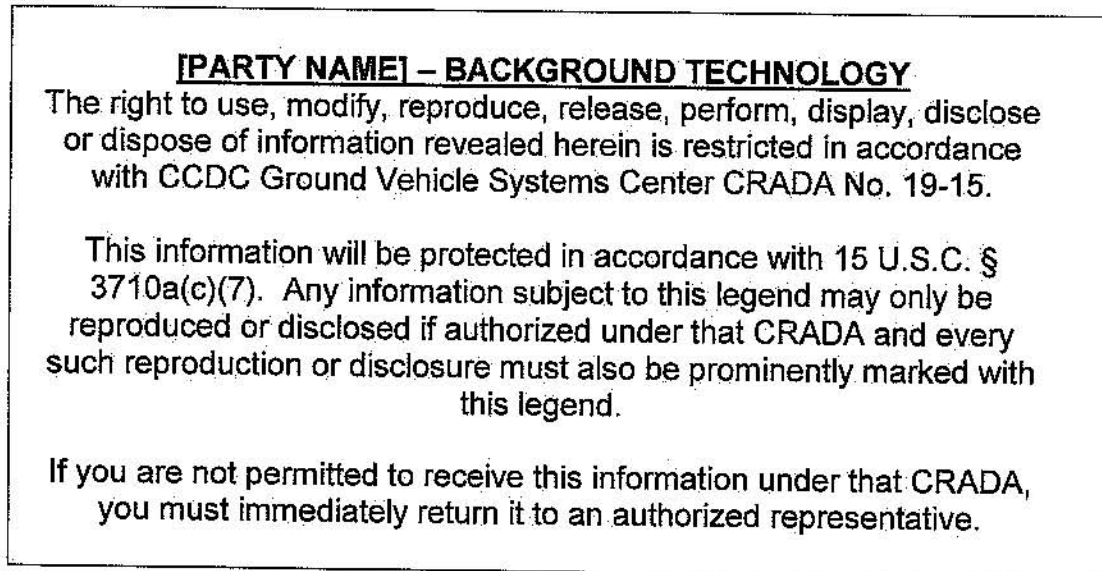 [PARTY NAME] – BACKGROUND TECHNOLOGY
The right to use, modify, reproduce, release, perform, display, disclose
or dispose of information revealed herein is restricted in accordance
with CCDC Ground Vehicle Systems Center CRADA No. 19-15.
This information will be protected in accordance with 15 U.S.C. §
3710a(c)(7). Any information subject to this legend may only be
reproduced or disclosed if authorized under that CRADA and every
such reproduction or disclosure must also be prominently marked with
this legend.
If you are not permitted to receive this information under that CRADA,
you must immediately return it to an authorized representative.